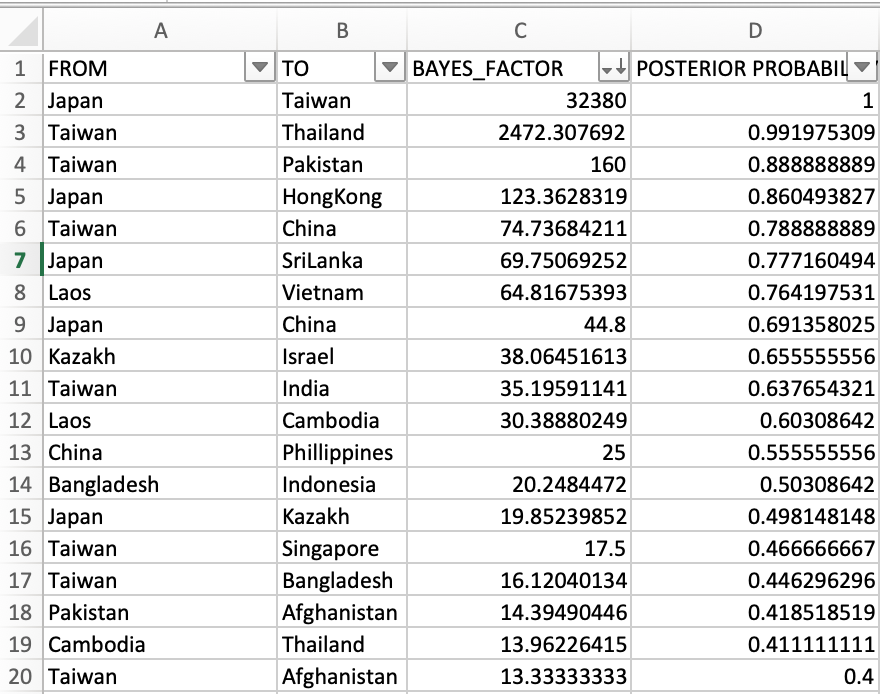 A B C D
1 FROM TO BAYES_FACTOR POSTERIOR PROBABIL
2 Japan Taiwan 32380 1
3 Taiwan Thailand 2472.307692 0.991975309
4 Taiwan Pakistan 160 0.888888889
5 Japan HongKong 123.3628319 0.860493827
6 Taiwan China 74.73684211 0.788888889
7 Japan SriLanka 69.75069252 0.777160494
8 Laos Vietnam 64.81675393 0.764197531
9 Japan China 44.8 0.691358025
10 Kazakh Israel 38.06451613 0.655555556
11 Taiwan India 35.19591141 0.637654321
12 Laos Cambodia 30.38880249 0.60308642
13 China Phillippines 25 0.555555556
14 Bangladesh Indonesia 20.2484472 0.50308642
15 Japan Kazakh 19.85239852 0.498148148
16 Taiwan Singapore 17.5 0.466666667
17 Taiwan Bangladesh 16.12040134 0.446296296
18 Pakistan Afghanistan 14.39490446 0.418518519
19 Cambodia Thailand 13.96226415 0.411111111
20 Taiwan Afghanistan 13.33333333 0.4